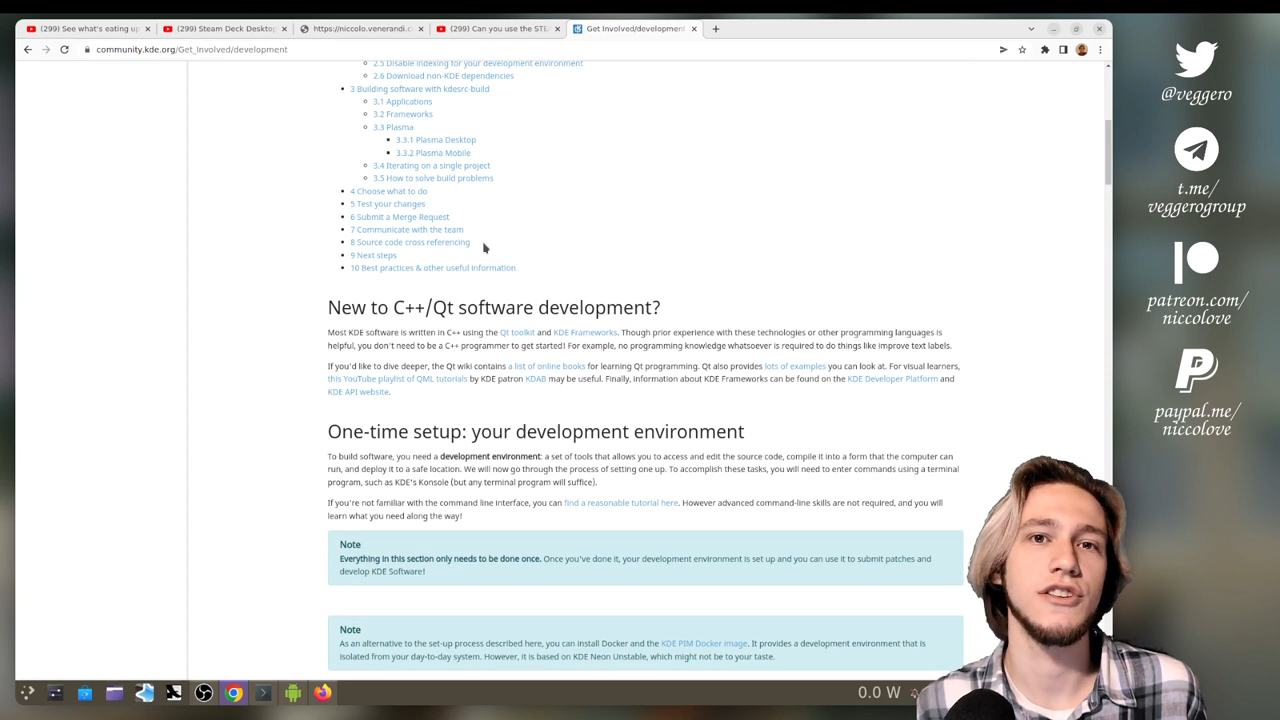 (299) See what's eating up
(299) Steam Deck Desktop
https://niccolo.venerandi.c
(299) Can you use the STE
Get Involved/development
community.kde.org/Get_Involved/development
2.5 Disable indexing for your development environment
2.6 Download non-KDE dependencies
3 Building software with kdesrc-build
3.1 Applications
3.2 Frameworks
3.3 Plasma
3.3.1 Plasma Desktop
3.3.2 Plasma Mobile
3.4 Iterating on a single project
3.5 How to solve build problems
4 Choose what to do
5 Test your changes
6 Submit a Merge Request
7 Communicate with the team
8 Source code cross referencing
9 Next steps
10 Best practices & other useful information
New to C++/Qt software development?
Most KDE software is written in C++ using the Qt toolkit and KDE Frameworks. Though prior experience with these technologies or other programming languages is
helpful, you don't need to be a C++ programmer to get started! For example, no programming knowledge whatsoever is required to do things like improve text labels.
If you'd like to dive deeper, the Qt wiki contains a list of online books for learning Qt programming. Qt also provides lots of examples you can look at. For visual learners,
this YouTube playlist of QML tutorials by KDE patron KDAB may be useful. Finally, information about KDE Frameworks can be found on the KDE Developer Platform and
KDE API website.
One-time setup: your development environment
To build software, you need a development environment: a set of tools that allows you to access and edit the source code, compile it into a form that the computer can
run, and deploy it to a safe location. We will now go through the process of setting one up. To accomplish these tasks, you will need to enter commands using a terminal
program, such as KDE's Konsole (but any terminal program will suffice).
If you're not familiar with the command line interface, you can find a reasonable tutorial here. However advanced command-line skills are not required, and you will
learn what you need along the way!
Note
Everything in this section only needs to be done once. Once you've done it, your development environment is set up and you can use it to submit patches and
develop KDE Software!
Note
As an alternative to the set-up process described here, you can install Docker and the KDE PIM Docker image. It provides a development environment that is
isolated from your day-to-day system. However, it is based on KDE Neon Unstable, which might not be to your taste.
0.0 W
@veggero
t.me/
veggerogroup
patreon.com/
niccolove
paypal.me/
niccolove